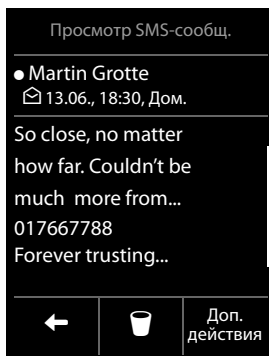 Просмотр SMS-сообщ.
Martin Grotte
13.06., 18:30, Дом.
So close, no matter
how far. Couldn't be
much more from...
017667788
Forever trusting...
Доп.
действия